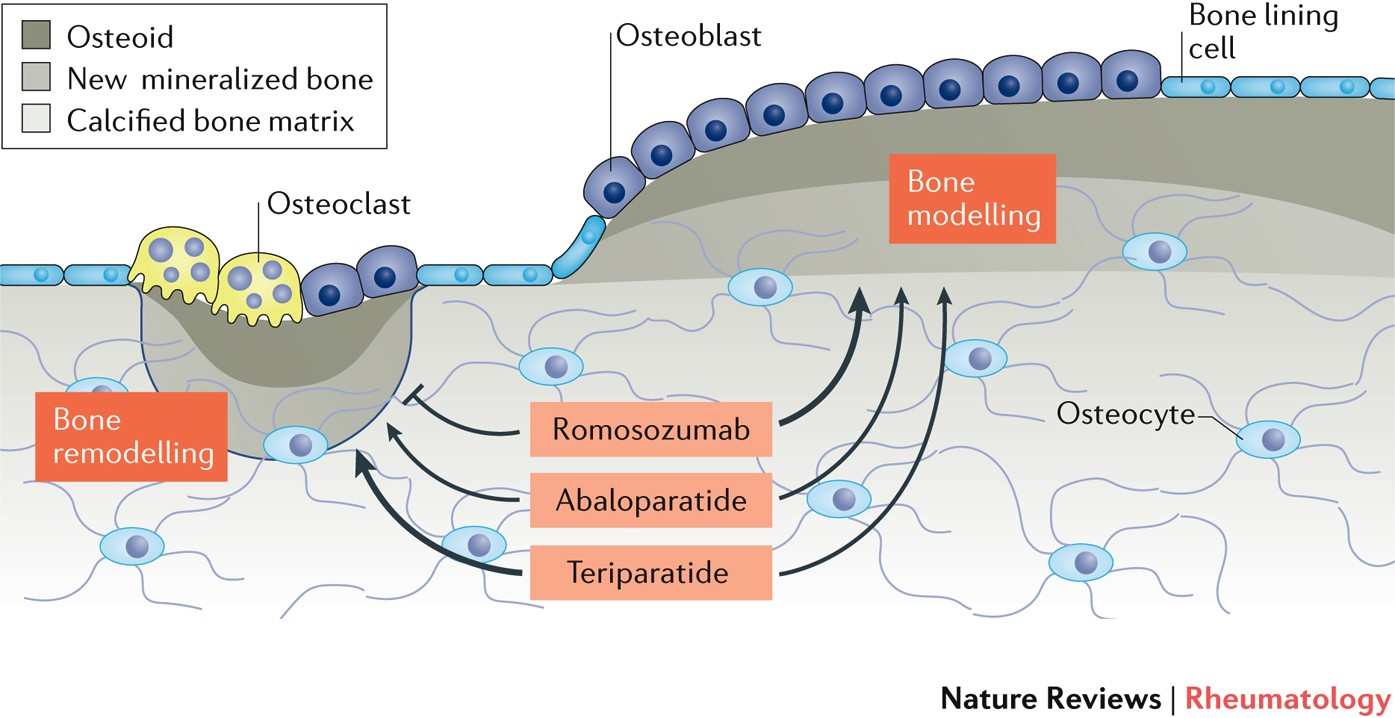 Osteoid
New mineralized bone
Calcified bone matrix
Osteoblast
Bone lining
cell
Osteoclast
Bone
modelling
Bone
remodelling
Romosozumab
Abaloparatide
Teriparatide
Osteocyte
Nature Reviews | Rheumatology